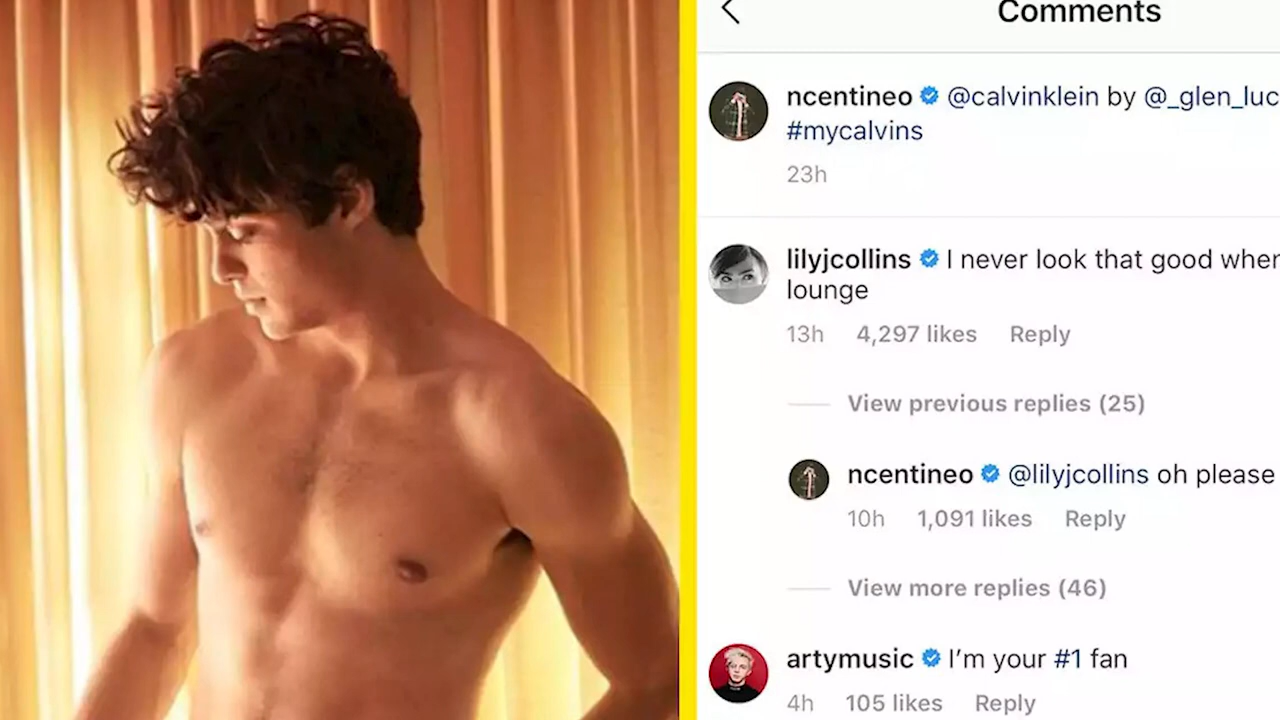 Comments
ncentineo @calvinklein by @_glen_luc
#mycalvins
23h
lilyjcollins I never look that good when
lounge
13h 4,297 likes Reply
View previous replies (25)
ncentineo @lilyjcollins oh please
10h 1,091 likes Reply
View more replies (46)
artymusic I’m your #1 fan
4h 105 likes Reply